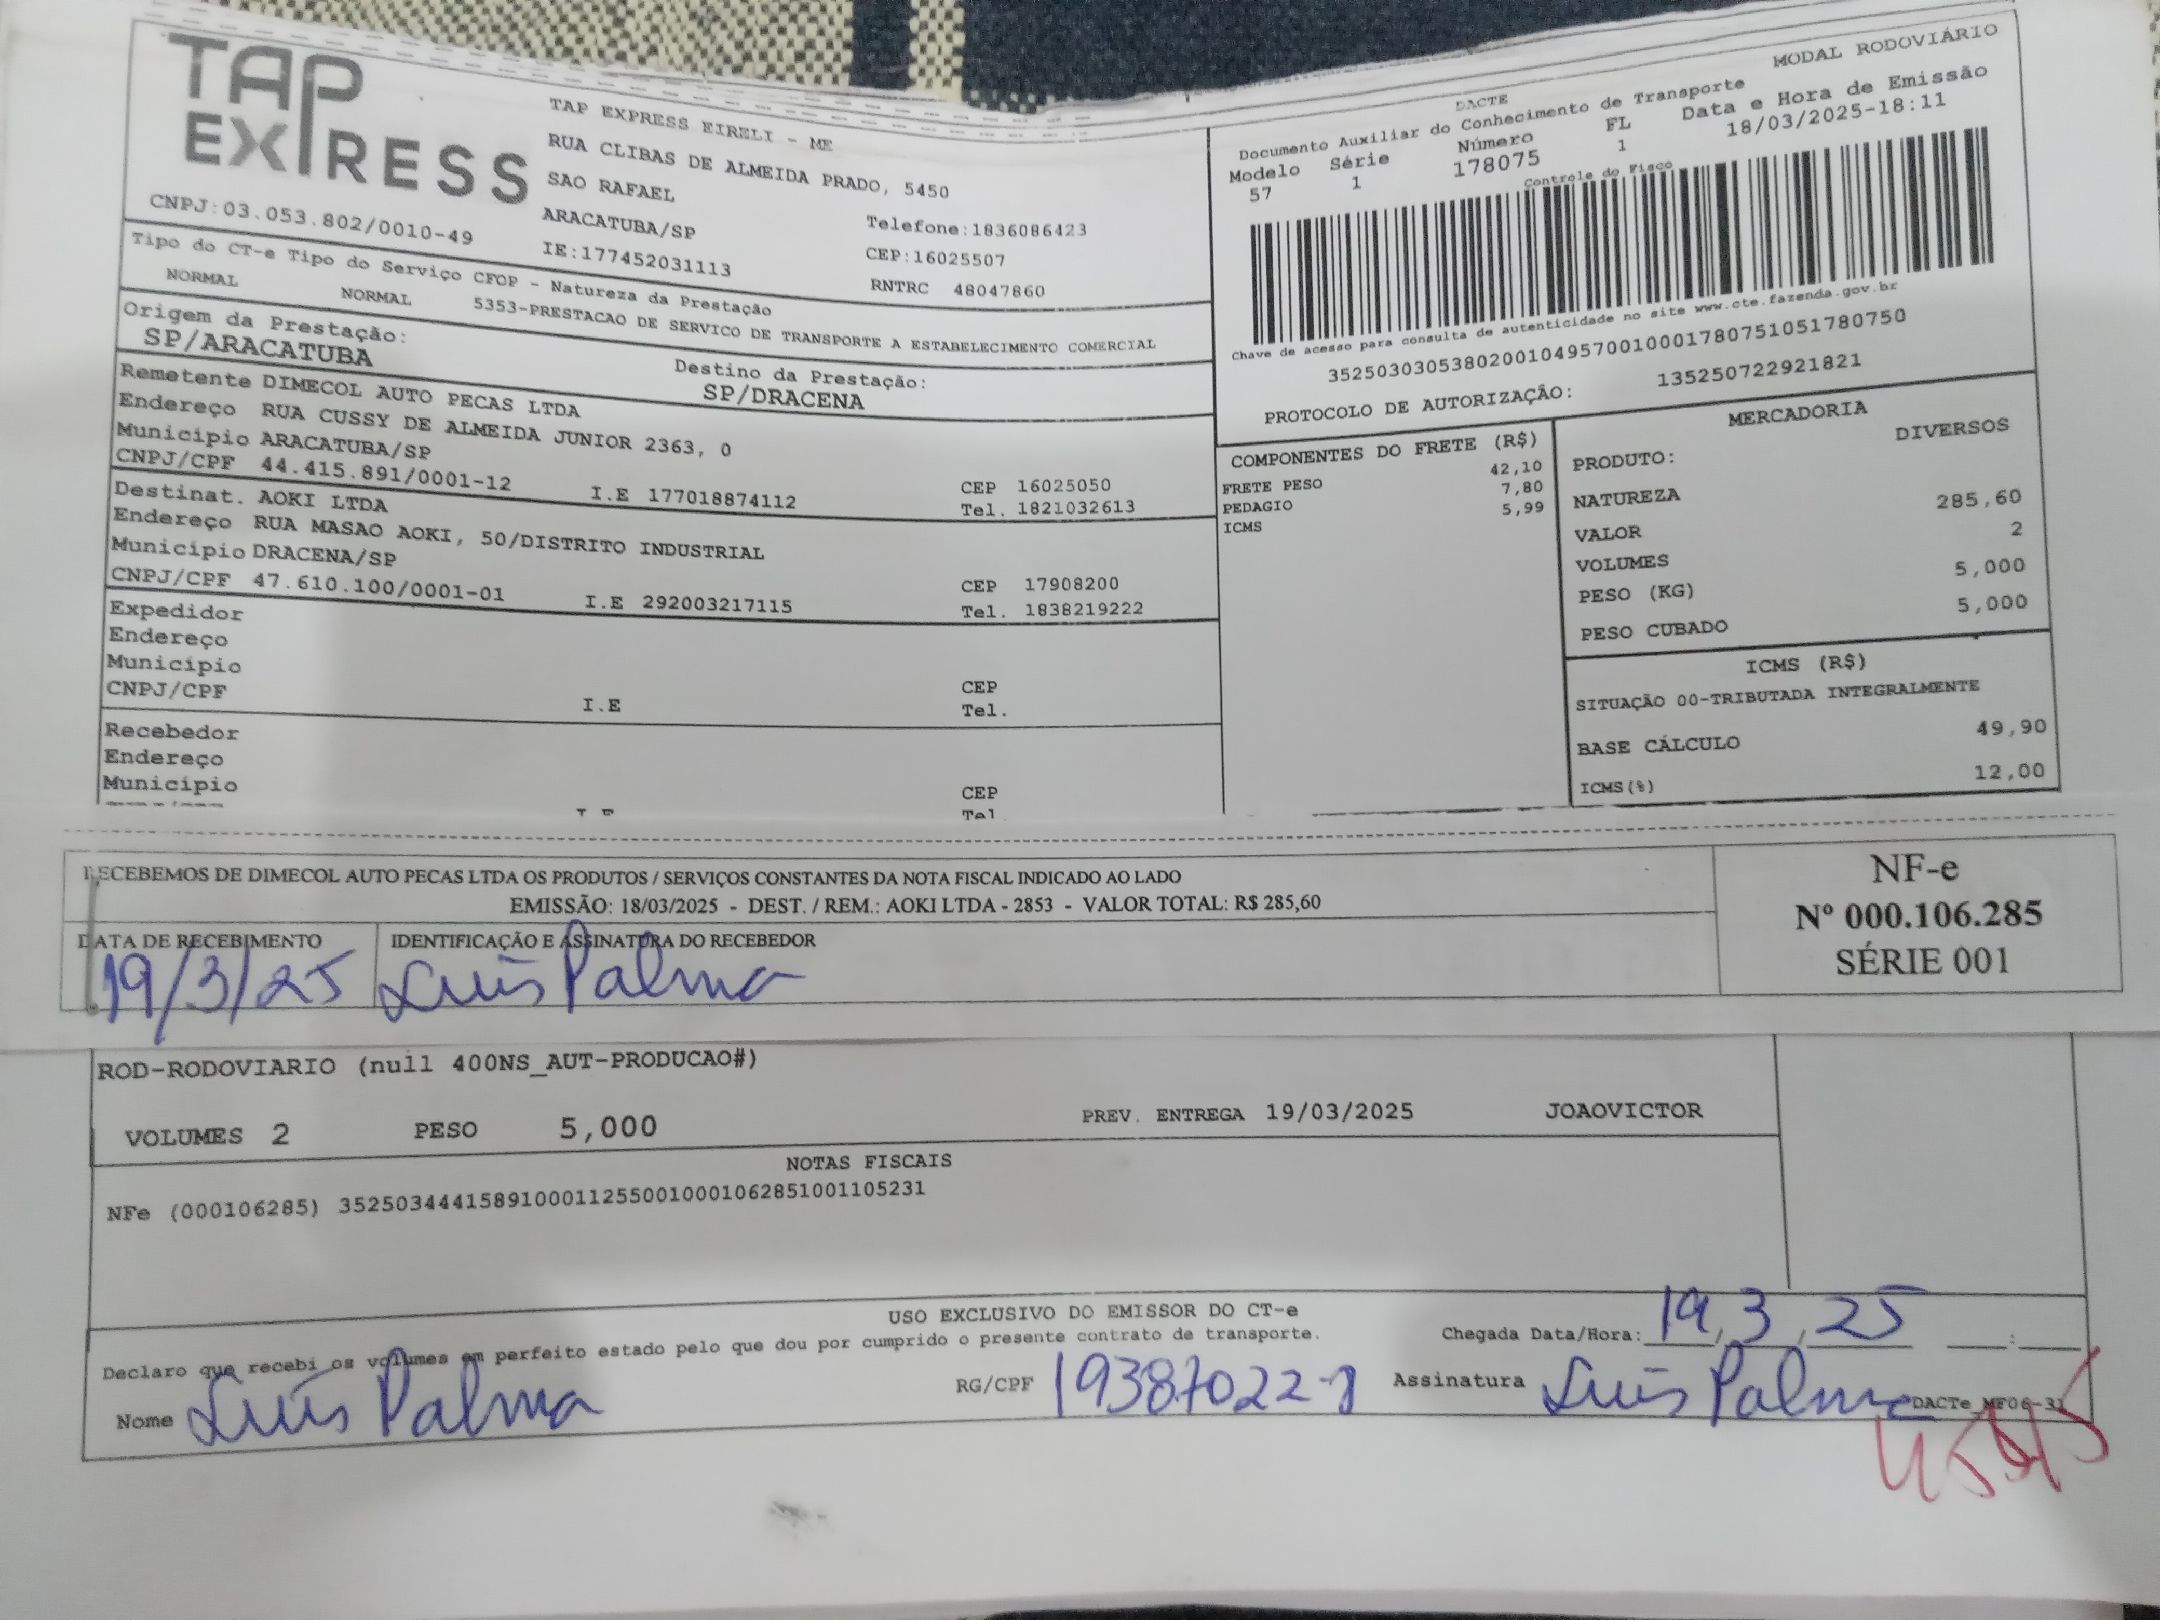 TAP
EXPRESS
CNPJ:03.053.802/0010-49
TAP EXPRESS EIRELI - ME
RUA CLIBAS DE ALMEIDA PRADO, 5450
SAO RAFAEL
ARACATUBA/SP Telefone:1836086423
IE:177452031113 CEP:16025507
RNTRC 48047860
Tipo do CT-e Tipo do Serviço CFOP - Natureza da Prestação
NORMAL NORMAL 5353-PRESTACAO DE SERVICO DE TRANSPORTE A ESTABELECIMENTO COMERCIAL
Origem da Prestação: Destino da Prestação:
SP/ARACATUBA SP/DRACENA
Remetente DIMECOL AUTO PECAS LTDA
Endereço RUA CUSSY DE ALMEIDA JUNIOR 2363, 0
Município ARACATUBA/SP CEP 16025050
CNPJ/CPF 44.415.891/0001-12 I.E 177018874112 Tel. 1821032613
Destinat. AOKI LTDA
Endereço RUA MASAO AOKI, 50/DISTRITO INDUSTRIAL
Município DRACENA/SP CEP 17908200
CNPJ/CPF 47.610.100/0001-01 I.E 292003217115 Tel. 1838219222
Expedidor
Endereço
Município CEP
CNPJ/CPF I.E Tel.
Recebedor
Endereço
Município CEP
I.E Tel
MODAL RODOVIÁRIO
DACTE
Documento Auxiliar do Conhecimento de Transporte
Modelo Série Número FL Data e Hora de Emissão
57 1 178075 1 18/03/2025-18:11
Controle do Fisco
Chave de acesso para consulta de autenticidade no site www.cte.fazenda.gov.br
35250303053802001049570010001780751051780750
PROTOCOLO DE AUTORIZAÇÃO: 135250722921821
COMPONENTES DO FRETE (R$)
FRETE PESO 42,10
PEDAGIO 7,80
ICMS 5,99
MERCADORIA
PRODUTO: DIVERSOS
NATUREZA
VALOR 285,60
VOLUMES 2
PESO (KG) 5,000
PESO CUBADO 5,000
ICMS (R$)
SITUAÇÃO 00-TRIBUTADA INTEGRALMENTE
BASE CÁLCULO 49,90
ICMS(%) 12,00
RECEBEMOS DE DIMECOL AUTO PECAS LTDA OS PRODUTOS / SERVIÇOS CONSTANTES DA NOTA FISCAL INDICADO AO LADO
EMISSÃO: 18/03/2025 - DEST. / REM.: AOKI LTDA - 2853 - VALOR TOTAL: R$ 285,60
DATA DE RECEBIMENTO IDENTIFICAÇÃO E ASSINATURA DO RECEBEDOR
19/3/25 Luis Palma
NF-e
Nº 000.106.285
SÉRIE 001
ROD-RODOVIARIO (null 400NS_AUT-PRODUCAO#)
VOLUMES 2 PESO 5,000 PREV. ENTREGA 19/03/2025 JOAOVICTOR
NOTAS FISCAIS
NFe (000106285) 35250344415891000112550010001062851001105231
USO EXCLUSIVO DO EMISSOR DO CT-e
Declaro que recebi os volumes em perfeito estado pelo que dou por cumprido o presente contrato de transporte. Chegada Data/Hora: 19/3/25 __:__
Nome Luis Palma RG/CPF 19387022-8 Assinatura Luis Palma